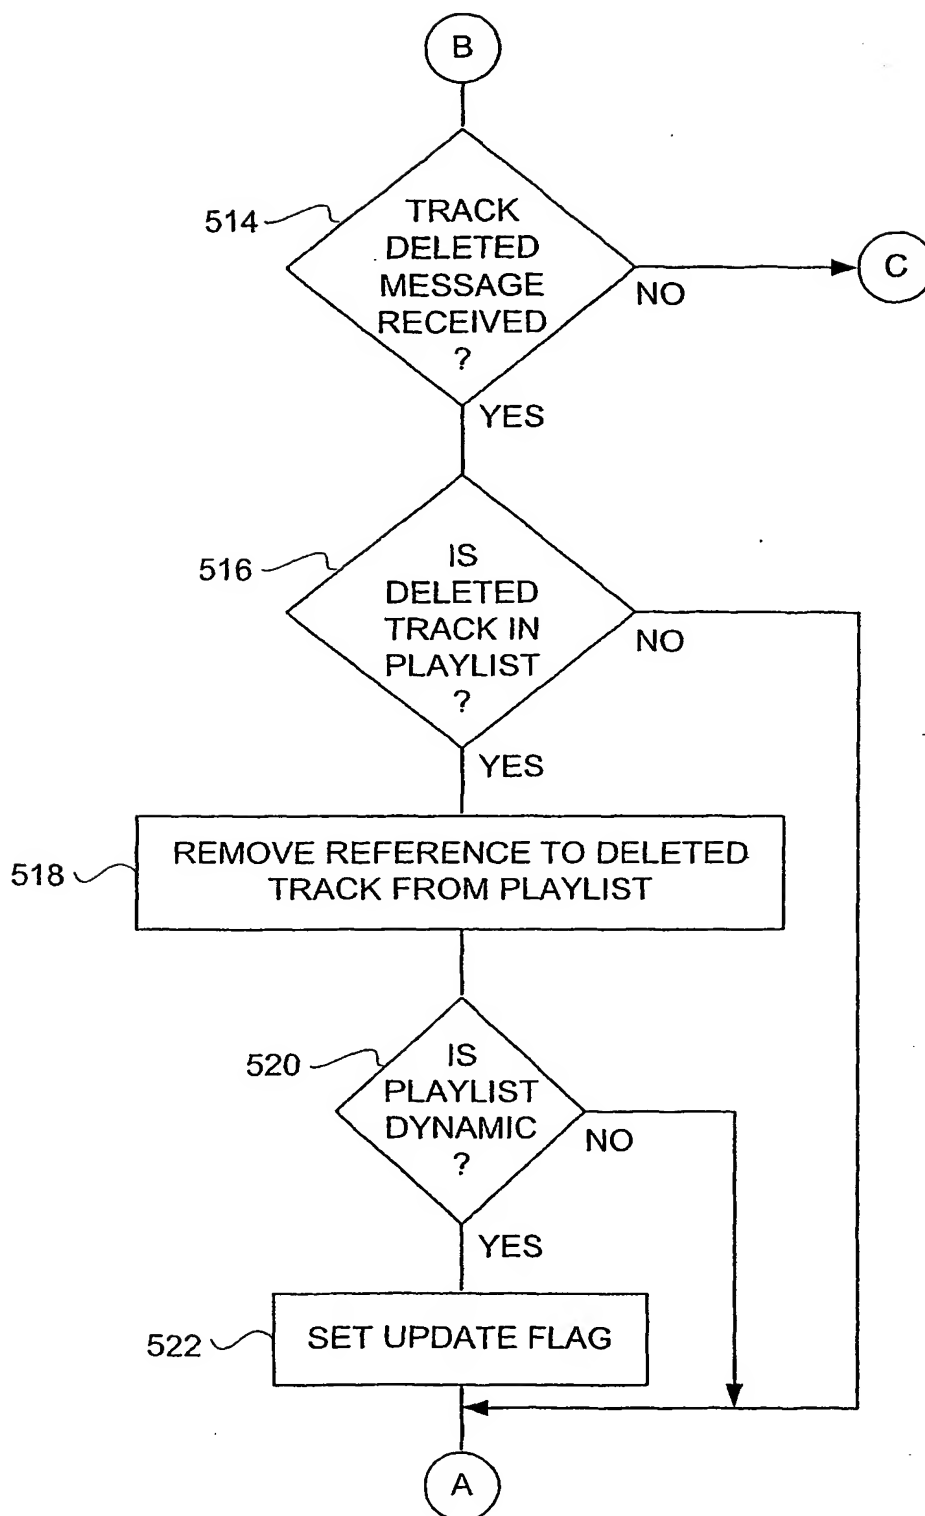 B
514
TRACK
DELETED
MESSAGE
RECEIVED
?
NO
C
YES
516
IS
DELETED
TRACK IN
PLAYLIST
?
NO
YES
518
REMOVE REFERENCE TO DELETED
TRACK FROM PLAYLIST
520
IS
PLAYLIST
DYNAMIC
?
NO
YES
522
SET UPDATE FLAG
A